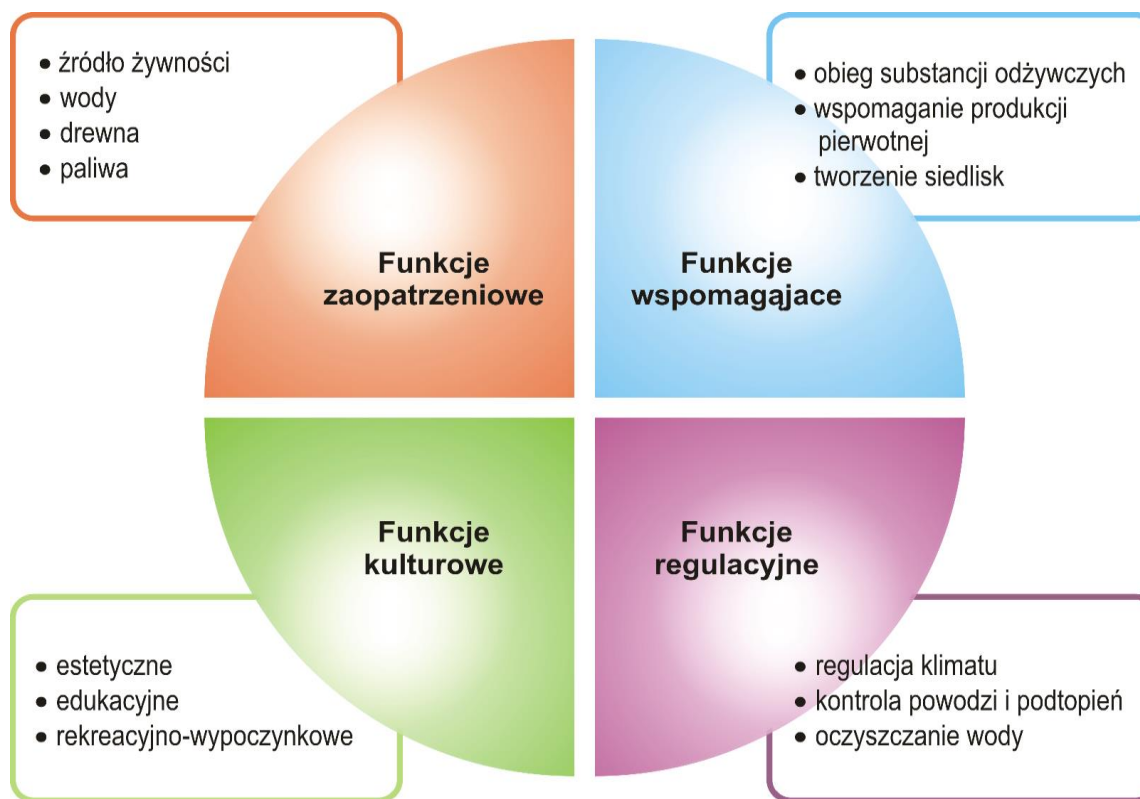 • źródło żywności
• wody
• drewna
• paliwa
• obieg substancji odżywczych
• wspomaganie produkcji
pierwotnej
• tworzenie siedlisk
Funkcje
zaopatrzeniowe
Funkcje
wspomagąjace
Funkcje
kulturowe
Funkcje
regulacyjne
• estetyczne
• edukacyjne
• rekreacyjno-wypoczynkowe
• regulacja klimatu
• kontrola powodzi i podtopień
• oczyszczanie wody